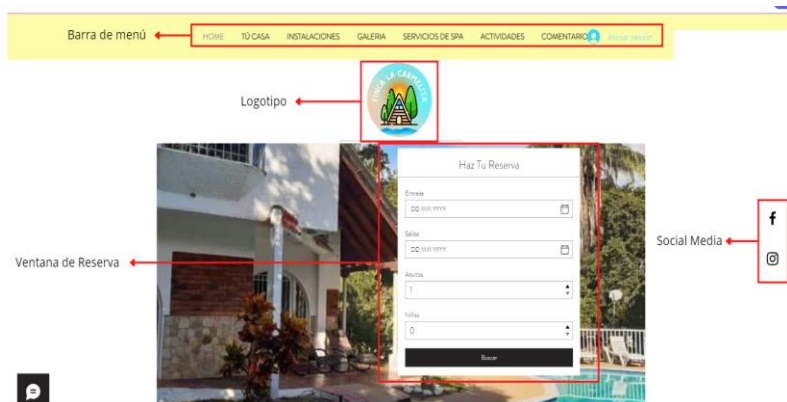 Barra de menú
HOME TÚ CASA INSTALACIONES GALERIA SERVICIOS DE SPA ACTIVIDADES COMENTARIO Iniciar sesión
Logotipo
FINCA LA CARMELITA
Haz Tu Reserva
Entrada
DD MM YYYY
Salida
DD MM YYYY
Adultos
1
Niños
0
Buscar
Ventana de Reserva
Social Media